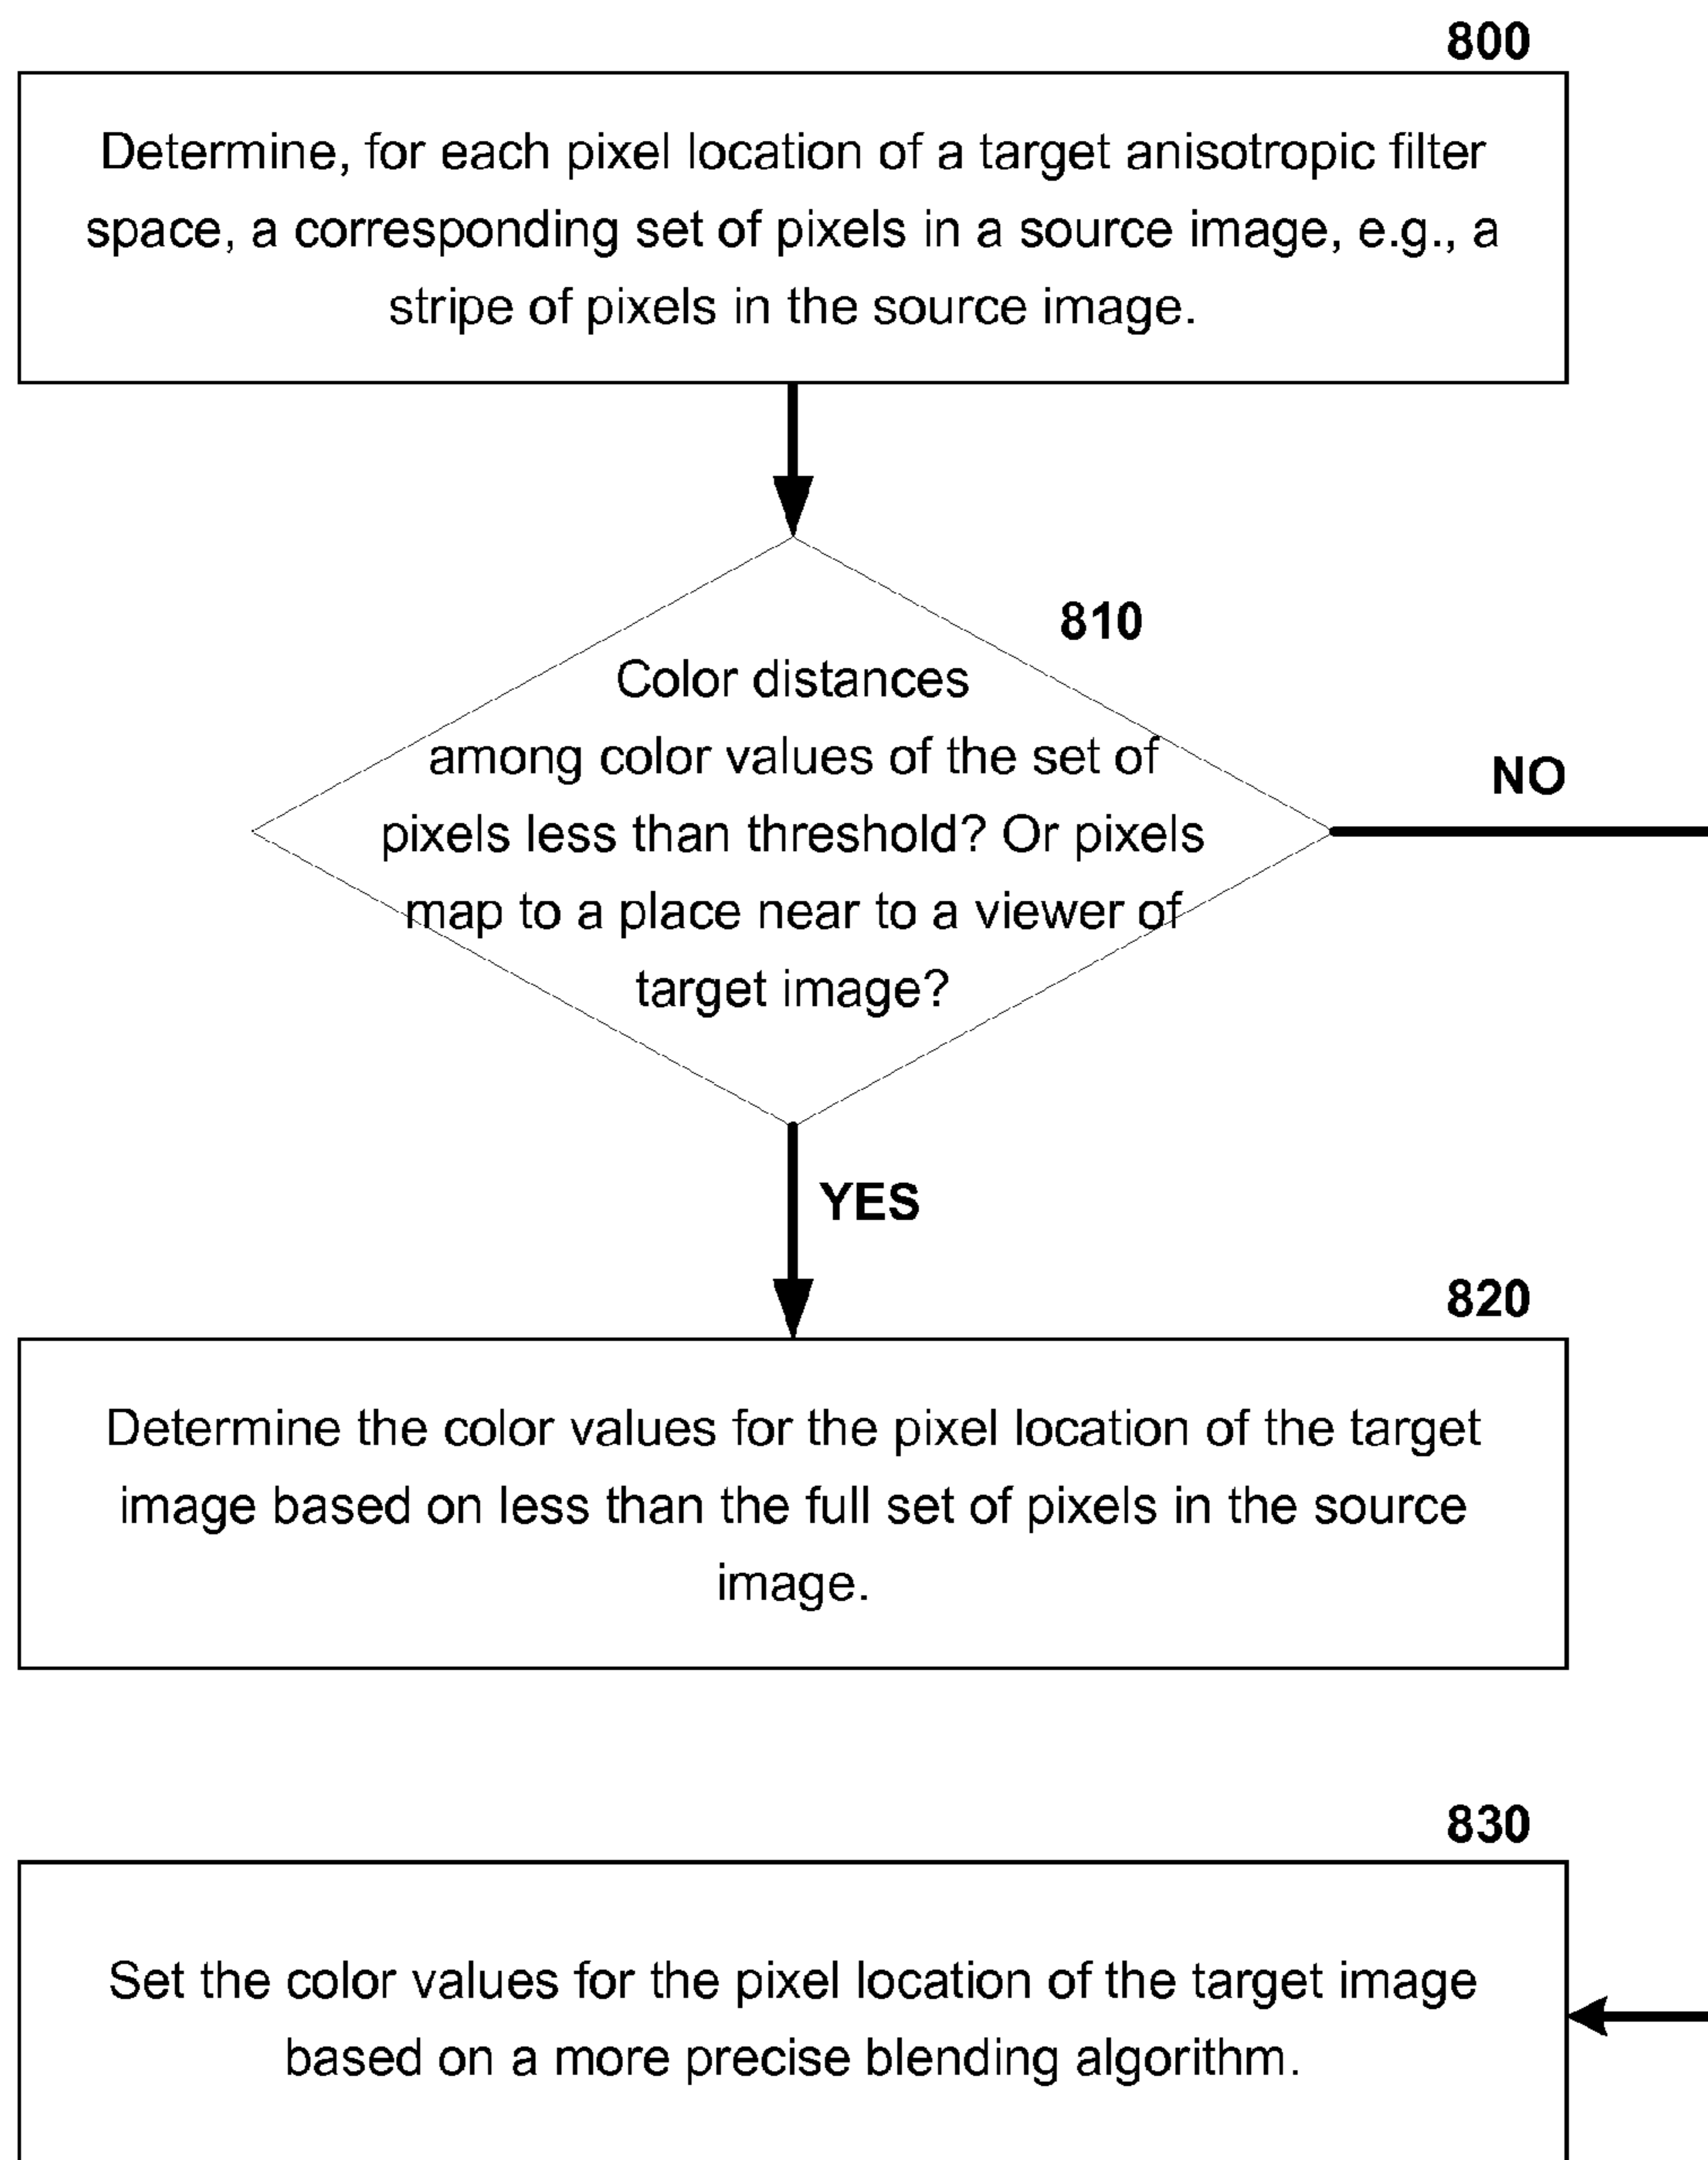 800
Determine, for each pixel location of a target anisotropic filter
space, a corresponding set of pixels in a source image, e.g., a
stripe of pixels in the source image.
810
Color distances
among color values of the set of
pixels less than threshold? Or pixels
map to a place near to a viewer of
target image?
NO
YES
820
Determine the color values for the pixel location of the target
image based on less than the full set of pixels in the source
image.
830
Set the color values for the pixel location of the target image
based on a more precise blending algorithm.